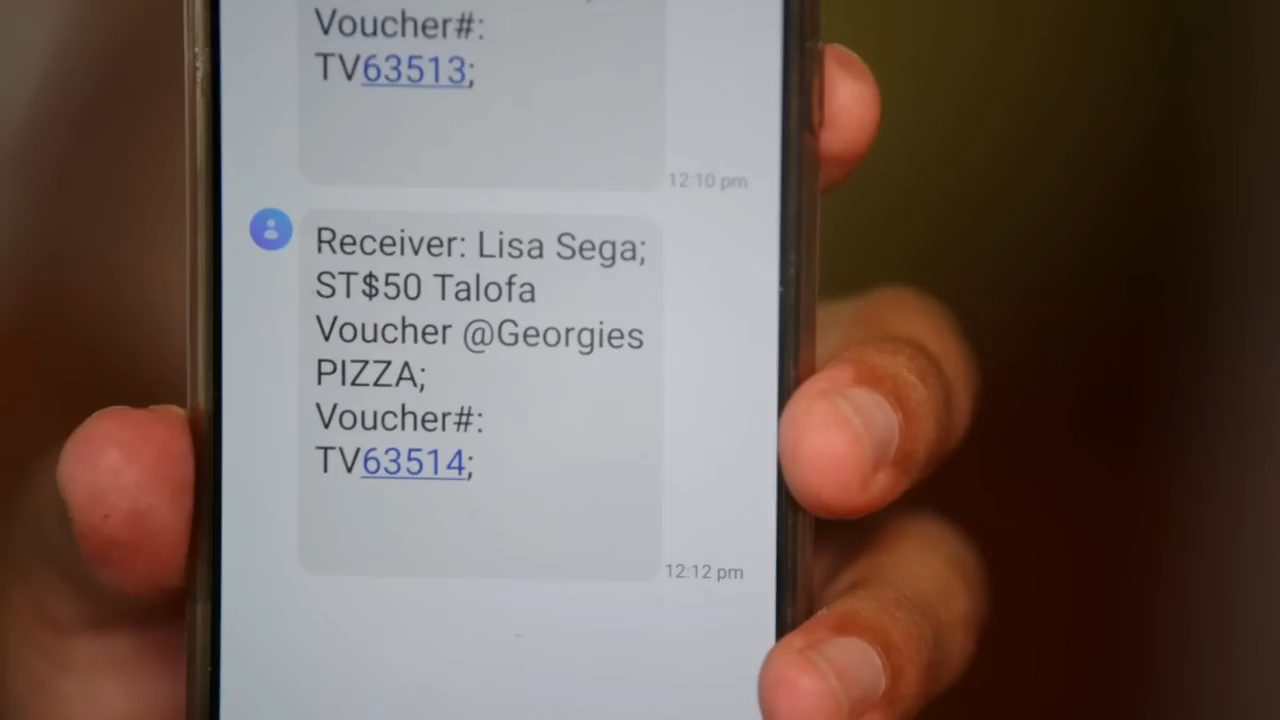 Voucher#:
TV63513;
12:10 pm
Receiver: Lisa Sega;
ST$50 Talofa
Voucher @Georgies
PIZZA;
Voucher#:
TV63514;
12:12 pm